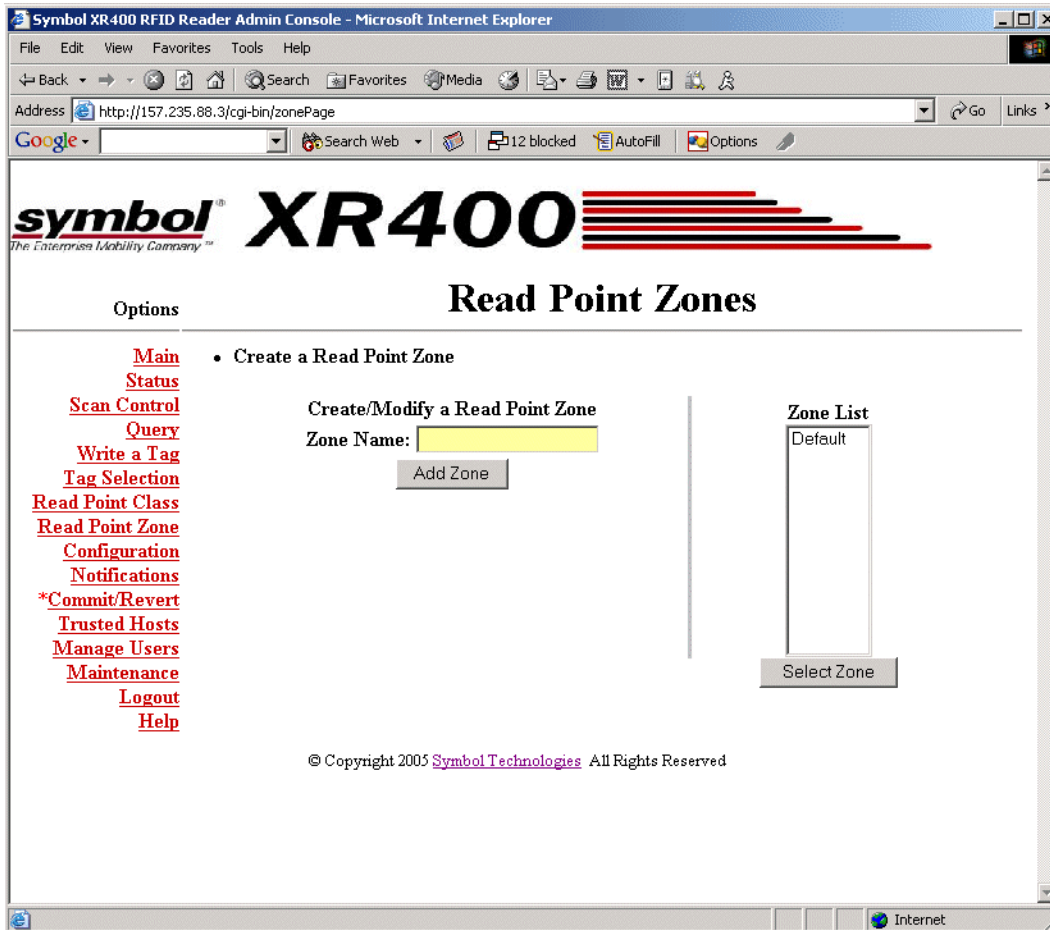 Symbol XR400 RFID Reader Admin Console - Microsoft Internet Explorer
File Edit View Favorites Tools Help
Back Search Favorites Media
Address http://157.235.88.3/cgi-bin/zonePage Go Links »
Google Search Web 12 blocked AutoFill Options
symbol® XR400
The Enterprise Mobility Company™
Options
Read Point Zones
Main
Status
Scan Control
Query
Write a Tag
Tag Selection
Read Point Class
Read Point Zone
Configuration
Notifications
*Commit/Revert
Trusted Hosts
Manage Users
Maintenance
Logout
Help
• Create a Read Point Zone
Create/Modify a Read Point Zone
Zone Name:
Add Zone
Zone List
Default
Select Zone
© Copyright 2005 Symbol Technologies All Rights Reserved
Internet